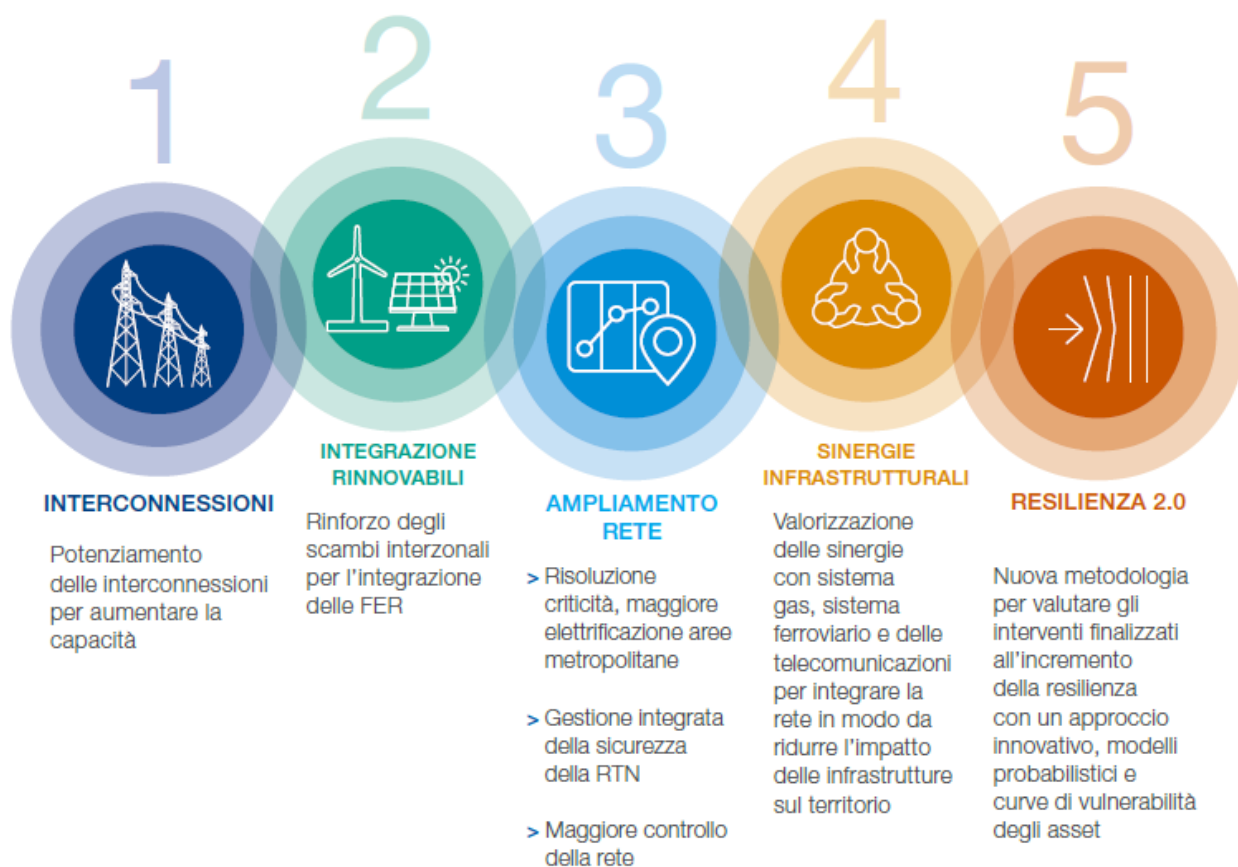 1
INTERCONNESSIONI
Potenziamento
delle interconnessioni
per aumentare la
capacità
2
INTEGRAZIONE
RINNOVABILI
Rinforzo degli
scambi interzonali
per l'integrazione
delle FER
3
AMPLIAMENTO
RETE
> Risoluzione
criticità, maggiore
elettrificazione aree
metropolitane
> Gestione integrata
della sicurezza
della RTN
> Maggiore controllo
della rete
4
SINERGIE
INFRASTRUTTURALI
Valorizzazione
delle sinergie
con sistema
gas, sistema
ferroviario e delle
telecomunicazioni
per integrare la
rete in modo da
ridurre l'impatto
delle infrastrutture
sul territorio
5
RESILIENZA 2.0
Nuova metodologia
per valutare gli
interventi finalizzati
all'incremento
della resilienza
con un approccio
innovativo, modelli
probabilistici e
curve di vulnerabilità
degli asset